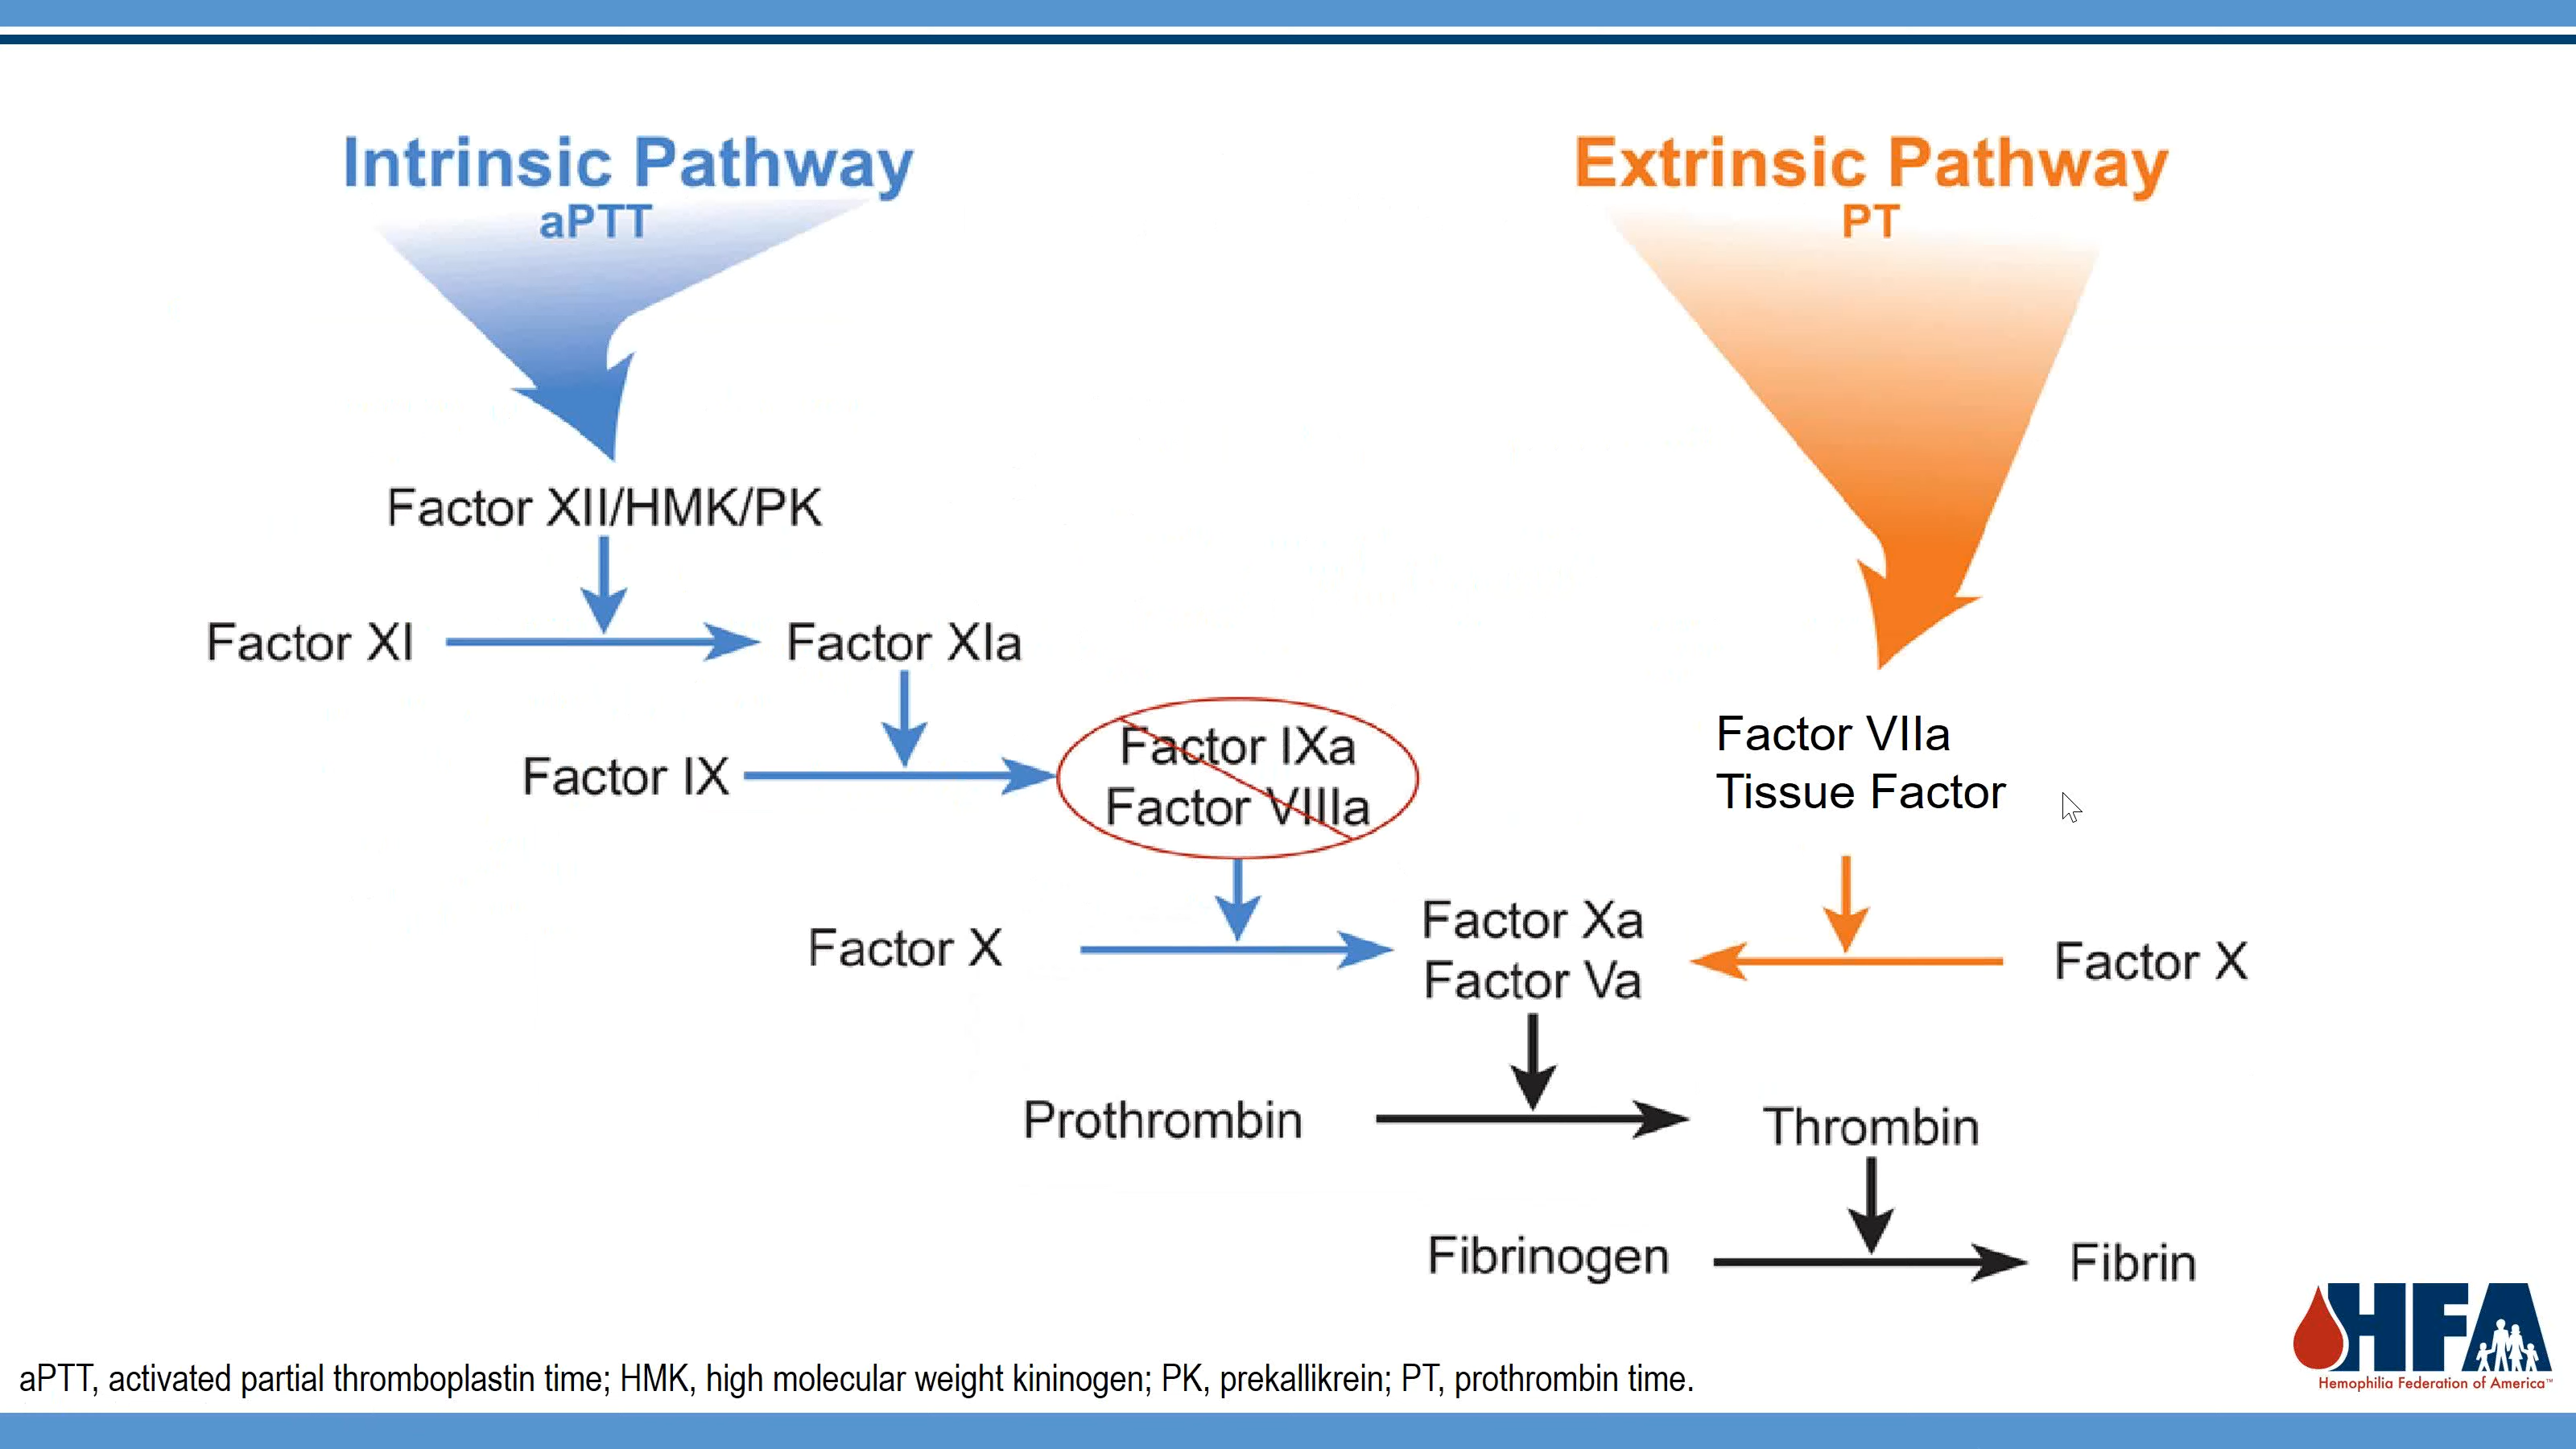 Intrinsic Pathway
aPTT
Extrinsic Pathway
PT
Factor XII/HMK/PK
Factor XI
Factor XIa
Factor IX
Factor IXa
Factor VIIIa
Factor VIIa
Tissue Factor
Factor X
Factor Xa
Factor Va
Factor X
Prothrombin
Thrombin
Fibrinogen
Fibrin
HFA
Hemophilia Federation of America™
aPTT, activated partial thromboplastin time; HMK, high molecular weight kininogen; PK, prekallikrein; PT, prothrombin time.